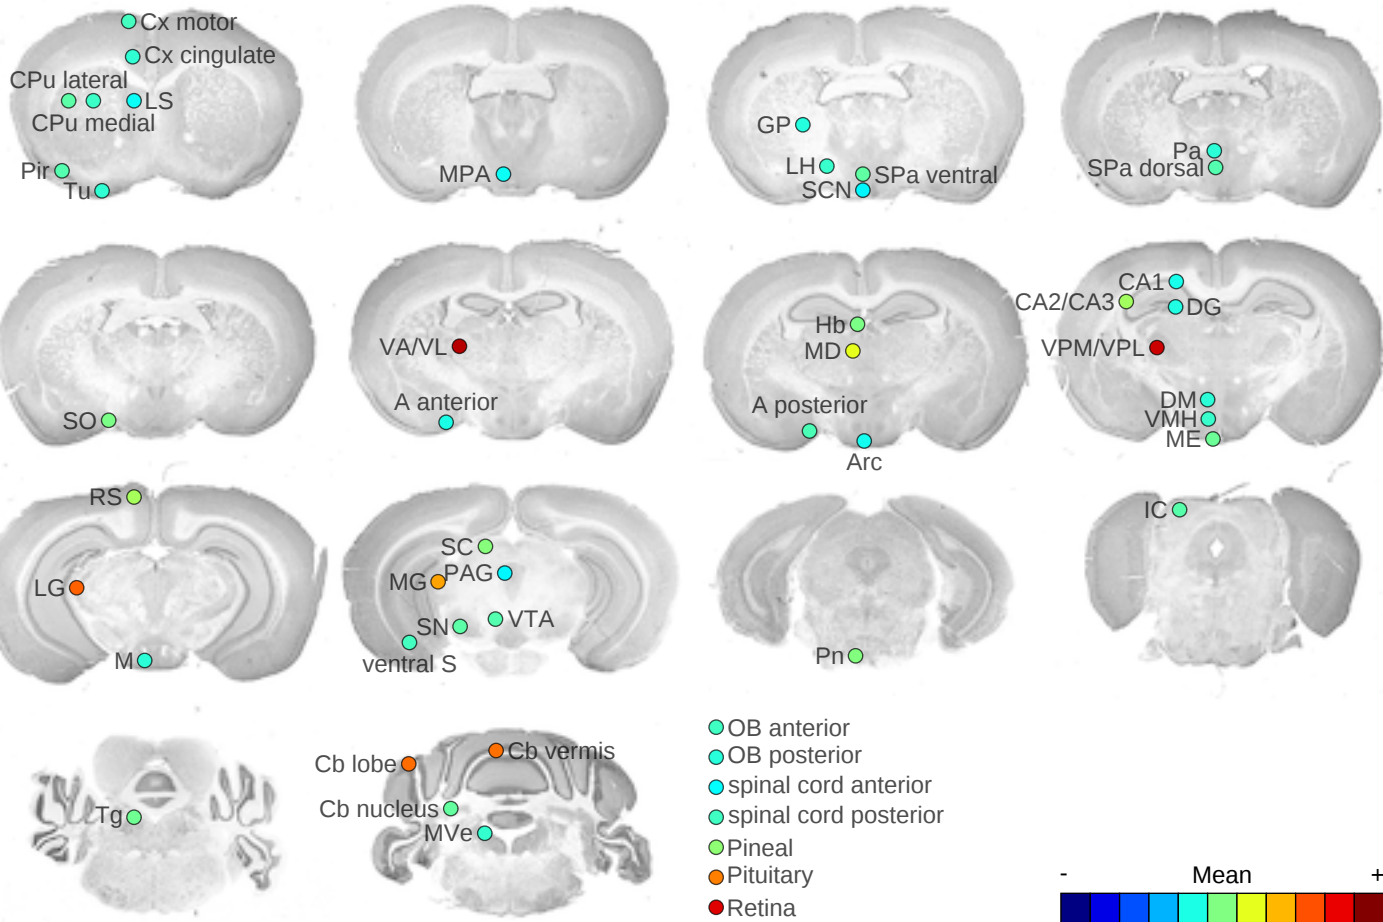 Cx motor
Cx cingulate
CPu lateral
LS
CPu medial
Pir
Tu
MPA
GP
LH
SPa ventral
SCN
Pa
SPa dorsal
SO
VA/VL
A anterior
Hb
MD
A posterior
Arc
CA1
CA2/CA3
DG
VPM/VPL
DM
VMH
ME
RS
LG
M
SC
MG
PAG
SN
VTA
ventral S
Pn
IC
Tg
Cb lobe
Cb vermis
Cb nucleus
MVe
OB anterior
OB posterior
spinal cord anterior
spinal cord posterior
Pineal
Pituitary
Retina
- Mean +